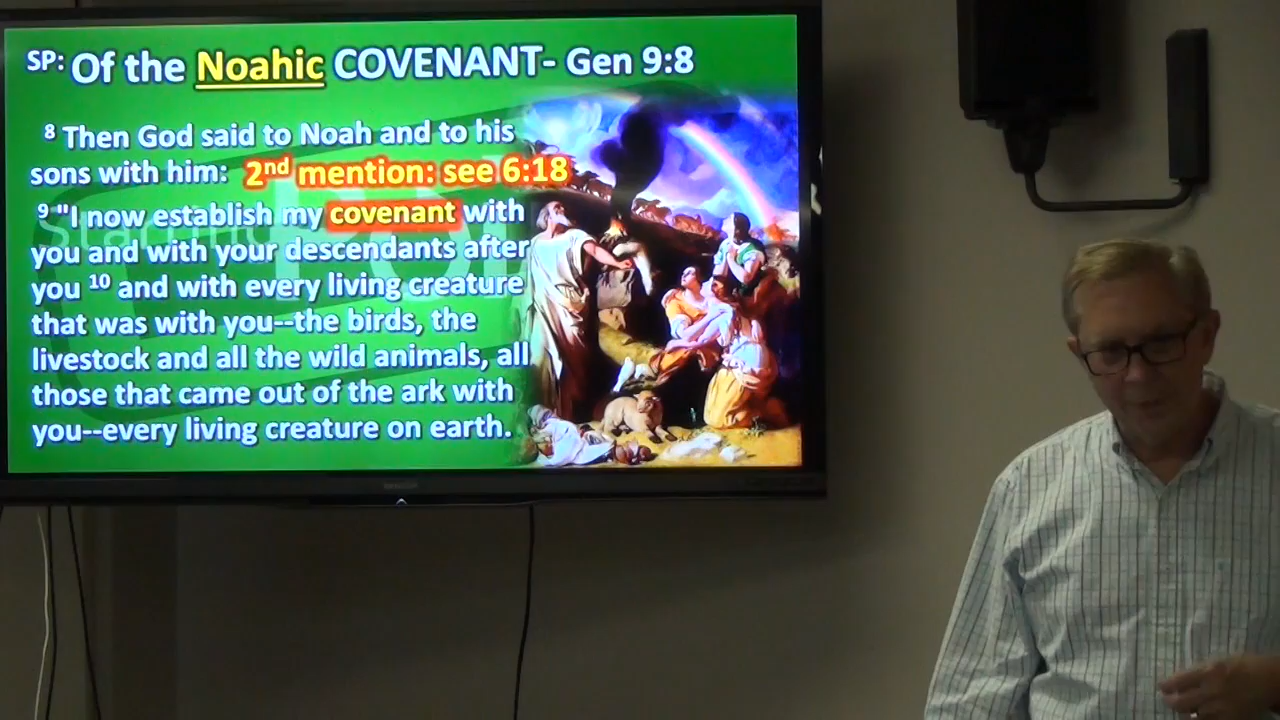 SP: Of the Noahic COVENANT- Gen 9:8
8 Then God said to Noah and to his
sons with him: 2nd mention: see 6:18
9 "I now establish my covenant with
you and with your descendants after
you 10 and with every living creature
that was with you--the birds, the
livestock and all the wild animals, all
those that came out of the ark with
you--every living creature on earth.